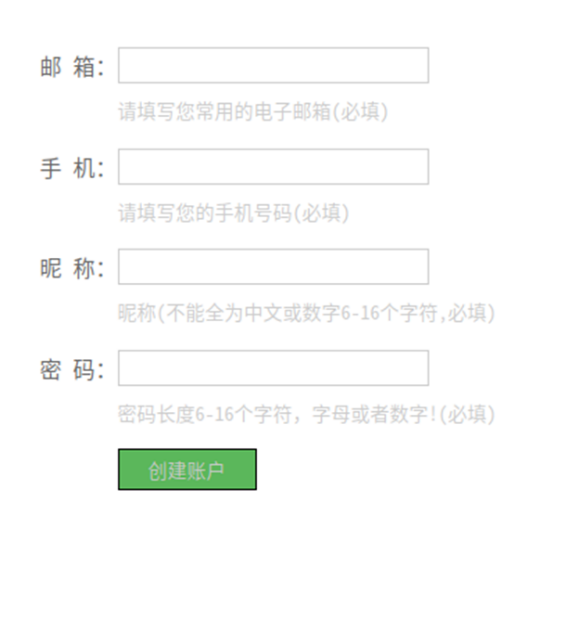 邮 箱：
请填写您常用的电子邮箱(必填)
手 机：
请填写您的手机号码(必填)
昵 称：
昵称(不能全为中文或数字6-16个字符,必填)
密 码：
密码长度6-16个字符，字母或者数字!(必填)
创建账户